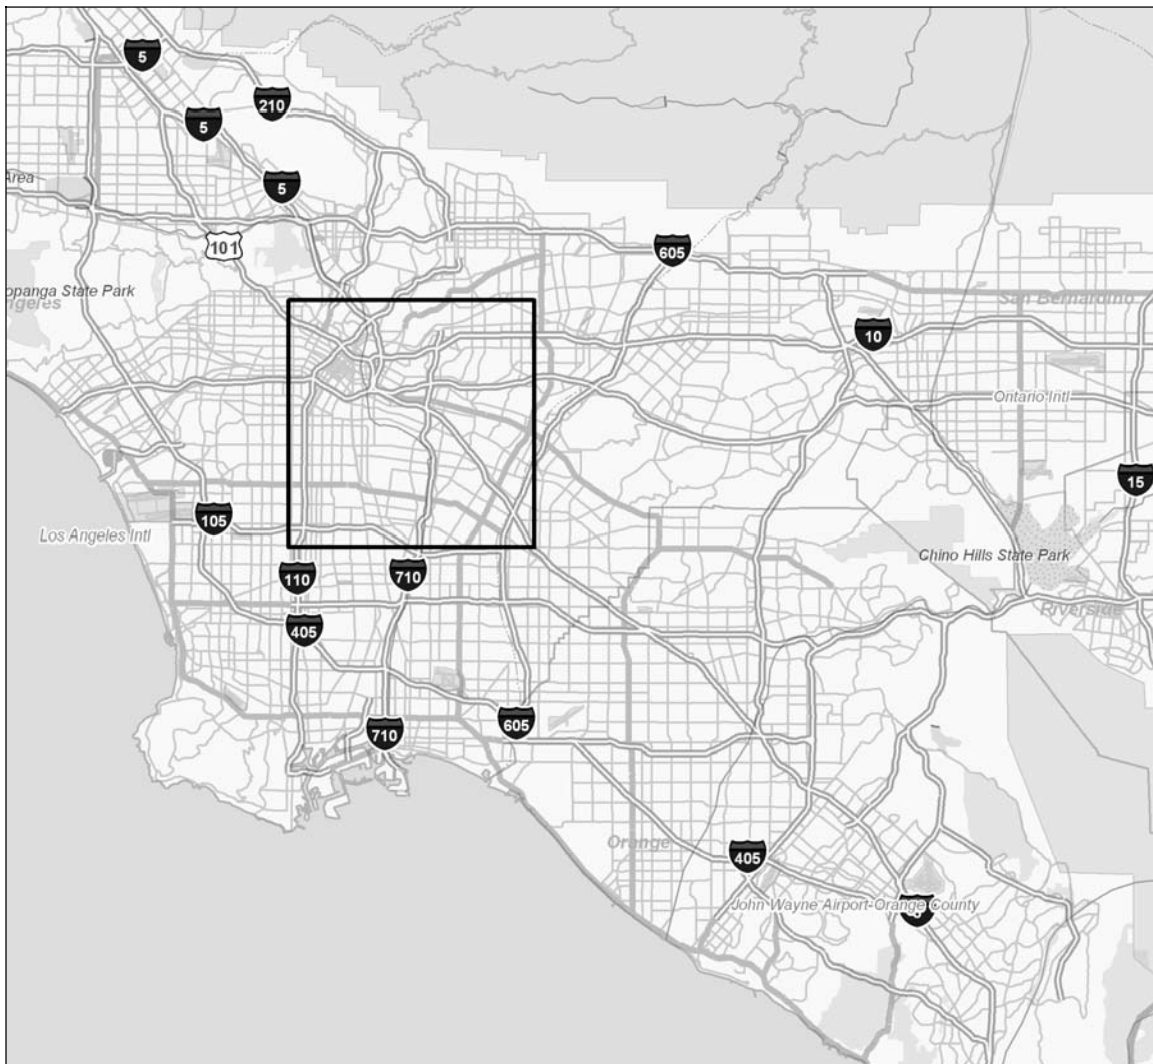 5
210
5
Area
5
101
605
opanga State Park
ngeles
San Bernardino
10
Ontario Intl
15
105
Los Angeles Intl
Chino Hills State Park
110
710
405
Riverside
605
710
Orange
405
John Wayne Airport-Orange County